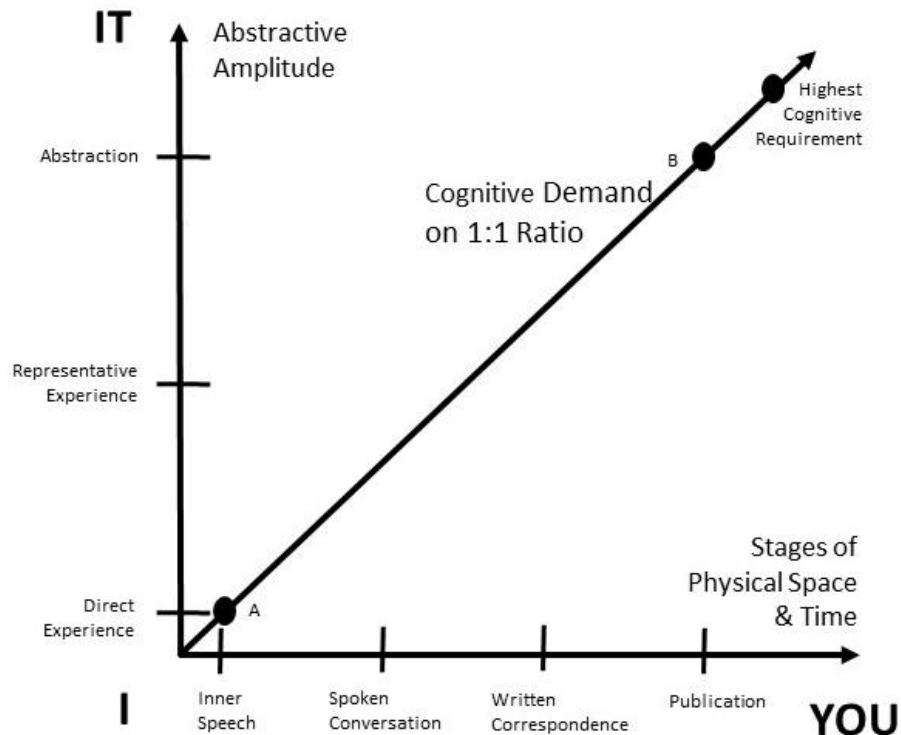 IT
Abstractive
Amplitude
Highest
Cognitive
Requirement
Abstraction
B
Cognitive Demand
on 1:1 Ratio
Representative
Experience
Stages of
Physical Space
& Time
Direct
Experience
A
I
Inner
Speech
Spoken
Conversation
Written
Correspondence
Publication
YOU